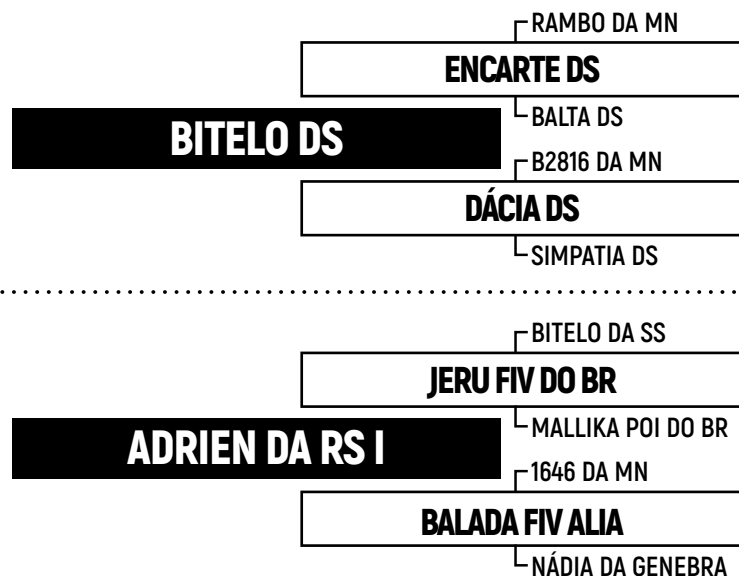 RAMBO DA MN
ENCARTE DS
BALTA DS
BITELO DS
B2816 DA MN
DÁCIA DS
SIMPATIA DS
BITELO DA SS
JERU FIV DO BR
MALLIKA POI DO BR
ADRIEN DA RS I
1646 DA MN
BALADA FIV ALIA
NÁDIA DA GENEBRA